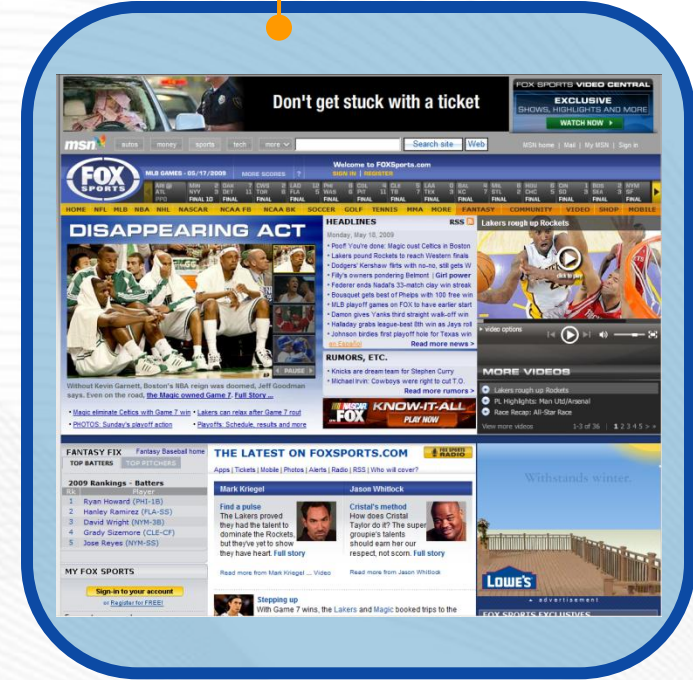 Don't get stuck with a ticket
FOX SPORTS VIDEO CENTRAL
EXCLUSIVE
SHOWS, HIGHLIGHTS AND MORE
WATCH NOW ▸
msn autos money sports tech more Search site Web MSN home | Mail | My MSN | Sign in
FOX
SPORTS
MLB GAMES - 05/17/2009 MORE SCORES ?
Welcome to FOXSports.com
SIGN IN | REGISTER
HOME NFL MLB NBA NHL NASCAR NCAA FB NCAA BK SOCCER GOLF TENNIS MMA MORE FANTASY COMMUNITY VIDEO SHOP MOBILE
DISAPPEARING ACT
PAUSE
Without Kevin Garnett, Boston's NBA reign was doomed, Jeff Goodman
says. Even on the road, the Magic owned Game 7. Full Story ...
• Magic eliminate Celtics with Game 7 win • Lakers can relax after Game 7 rout
• PHOTOS: Sunday's playoff action • Playoffs: Schedule, results and more
HEADLINES RSS
Monday, May 18, 2009
• Poof! You're done: Magic oust Celtics in Boston
• Lakers pound Rockets to reach Western finals
• Dodgers' Kershaw flirts with no-no, still gets W
• Filly's owners pondering Belmont | Girl power
• Federer ends Nadal's 33-match clay win streak
• Bousquet gets best of Phelps with 100 free win
• MLB playoff games on FOX to have earlier start
• Damon gives Yanks third straight walk-off win
• Halladay grabs league-best 8th win as Jays roll
• Johnson birdies first playoff hole for Texas win
en Español Read more news >
RUMORS, ETC.
• Knicks are dream team for Stephen Curry
• Michael Irvin: Cowboys were right to cut T.O.
Read more rumors >
NASCAR FOX KNOW-IT-ALL
PLAY NOW
Lakers rough up Rockets
click to play
▸ video options
MORE VIDEOS
Lakers rough up Rockets
PL Highlights: Man Utd/Arsenal
Race Recap: All-Star Race
View more videos 1-3 of 36 | 1 2 3 4 5 > »
FANTASY FIX Fantasy Baseball home
TOP BATTERS TOP PITCHERS
2009 Rankings - Batters
Rk Player
1 Ryan Howard (PHI-1B)
2 Hanley Ramirez (FLA-SS)
3 David Wright (NYM-3B)
4 Grady Sizemore (CLE-CF)
5 Jose Reyes (NYM-SS)
MY FOX SPORTS
Sign-in to your account
or Register for FREE!
THE LATEST ON FOXSPORTS.COM
FOX SPORTS
RADIO
Apps | Tickets | Mobile | Photos | Alerts | Radio | RSS | Who will cover?
Mark Kriegel
Find a pulse
The Lakers proved
they had the talent to
dominate the Rockets,
but they've yet to show
they have heart. Full story
Read more from Mark Kriegel ... Video
Jason Whitlock
Cristal's method
How does Cristal
Taylor do it? The super
groupie's talents
should earn her our
respect, not scorn. Full story
Read more from Jason Whitlock
Stepping up
With Game 7 wins, the Lakers and Magic booked trips to the
Withstands winter.
LOWE'S
advertisement
FOX SPORTS EXCLUSIVES